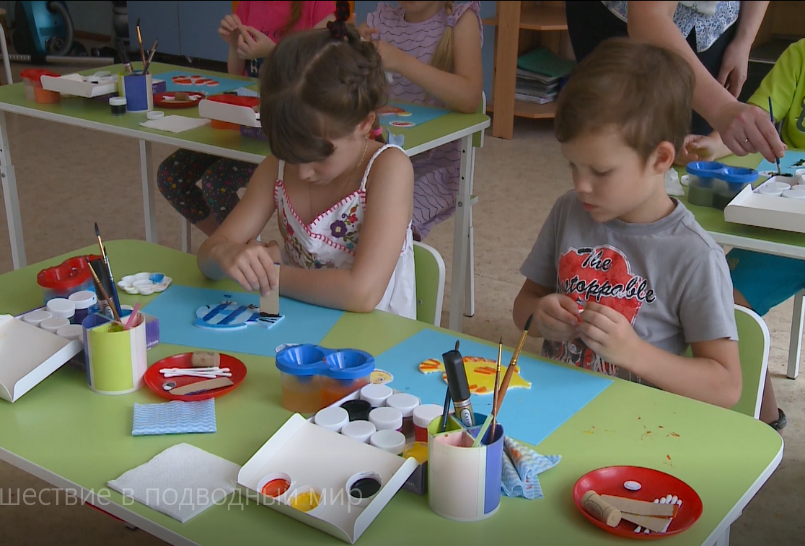 The
unstoppable
шествие в подводный мир